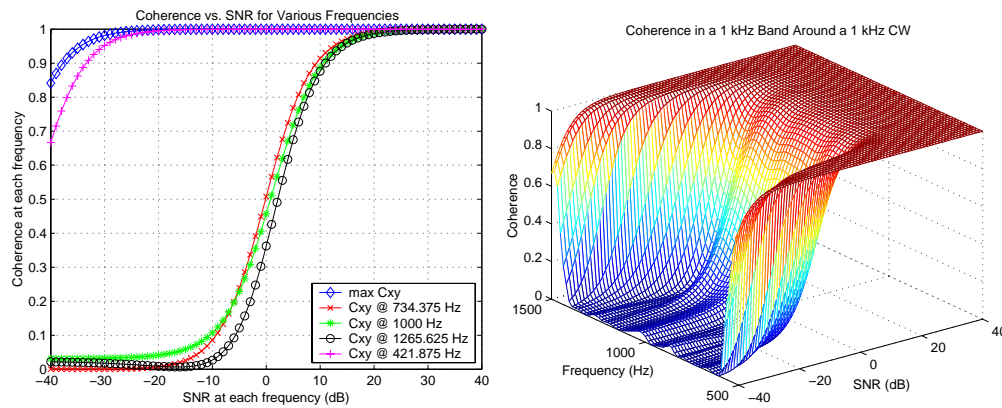 Coherence vs. SNR for Various Frequencies
1
0.9
0.8
0.7
0.6
0.5
0.4
0.3
0.2
0.1
0
Coherence at each frequency
−40 −30 −20 −10 0 10 20 30 40
SNR at each frequency (dB)
max Cxy
Cxy @ 734.375 Hz
Cxy @ 1000 Hz
Cxy @ 1265.625 Hz
Cxy @ 421.875 Hz
Coherence in a 1 kHz Band Around a 1 kHz CW
1
0.8
0.6
0.4
0.2
0
Coherence
1500
1000
500
Frequency (Hz)
−40
−20
0
20
40
SNR (dB)